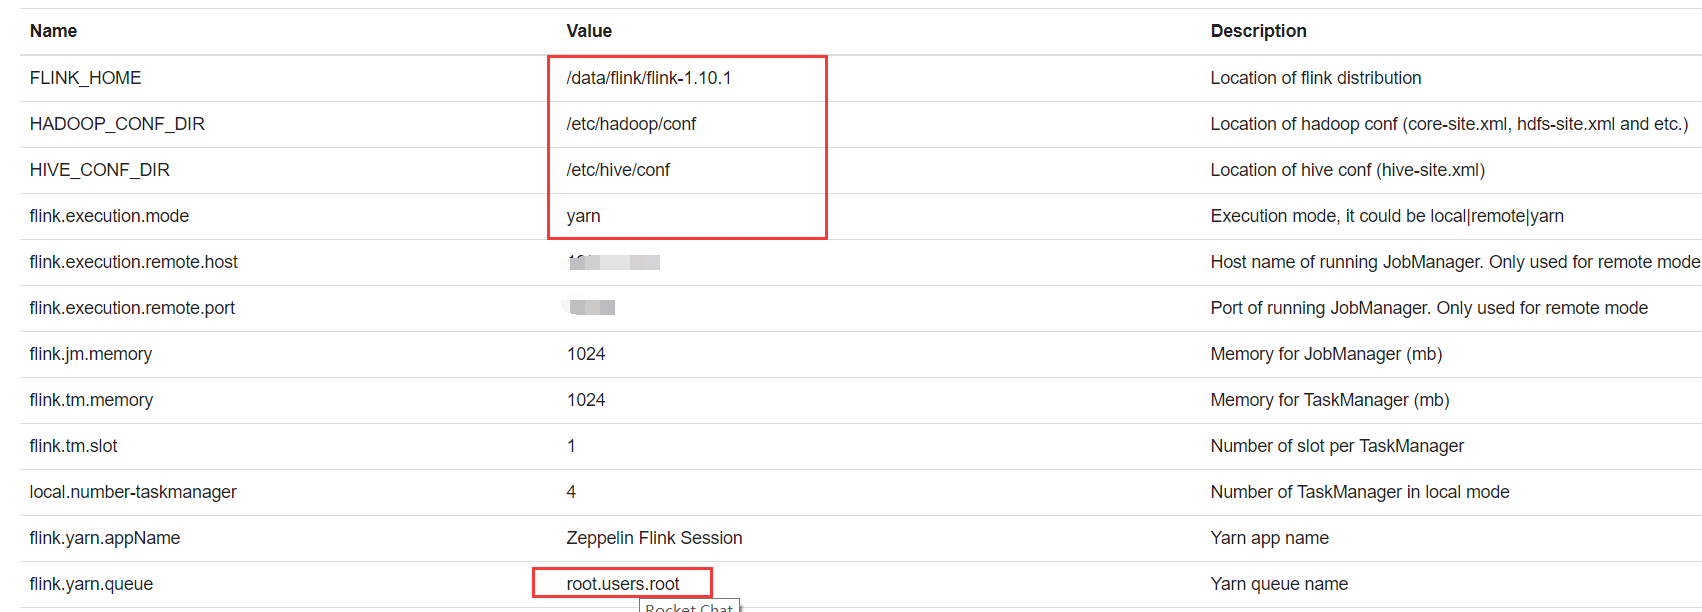 Name Value Description
FLINK_HOME /data/flink/flink-1.10.1 Location of flink distribution
HADOOP_CONF_DIR /etc/hadoop/conf Location of hadoop conf (core-site.xml, hdfs-site.xml and etc.)
HIVE_CONF_DIR /etc/hive/conf Location of hive conf (hive-site.xml)
flink.execution.mode yarn Execution mode, it could be local|remote|yarn
flink.execution.remote.host Host name of running JobManager. Only used for remote mode
flink.execution.remote.port Port of running JobManager. Only used for remote mode
flink.jm.memory 1024 Memory for JobManager (mb)
flink.tm.memory 1024 Memory for TaskManager (mb)
flink.tm.slot 1 Number of slot per TaskManager
local.number-taskmanager 4 Number of TaskManager in local mode
flink.yarn.appName Zeppelin Flink Session Yarn app name
flink.yarn.queue root.users.root Yarn queue name
Rocket Chat